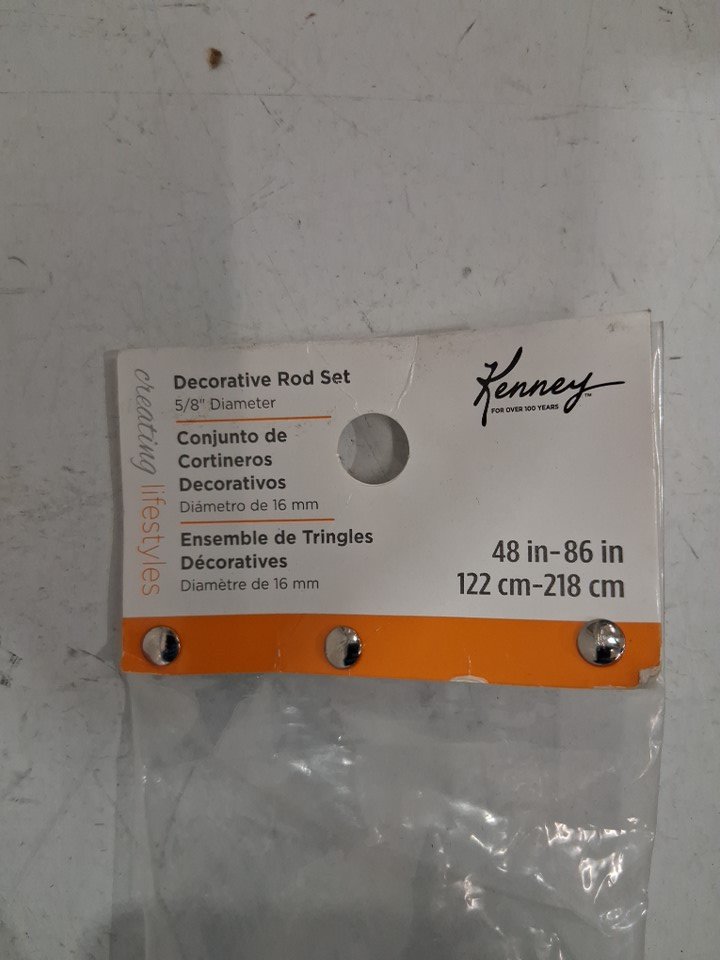 creating lifestyles
Decorative Rod Set
5/8" Diameter
Conjunto de
Cortineros
Decorativos
Diámetro de 16 mm
Ensemble de Tringles
Décoratives
Diamètre de 16 mm
Kenney™
FOR OVER 100 YEARS
48 in-86 in
122 cm-218 cm